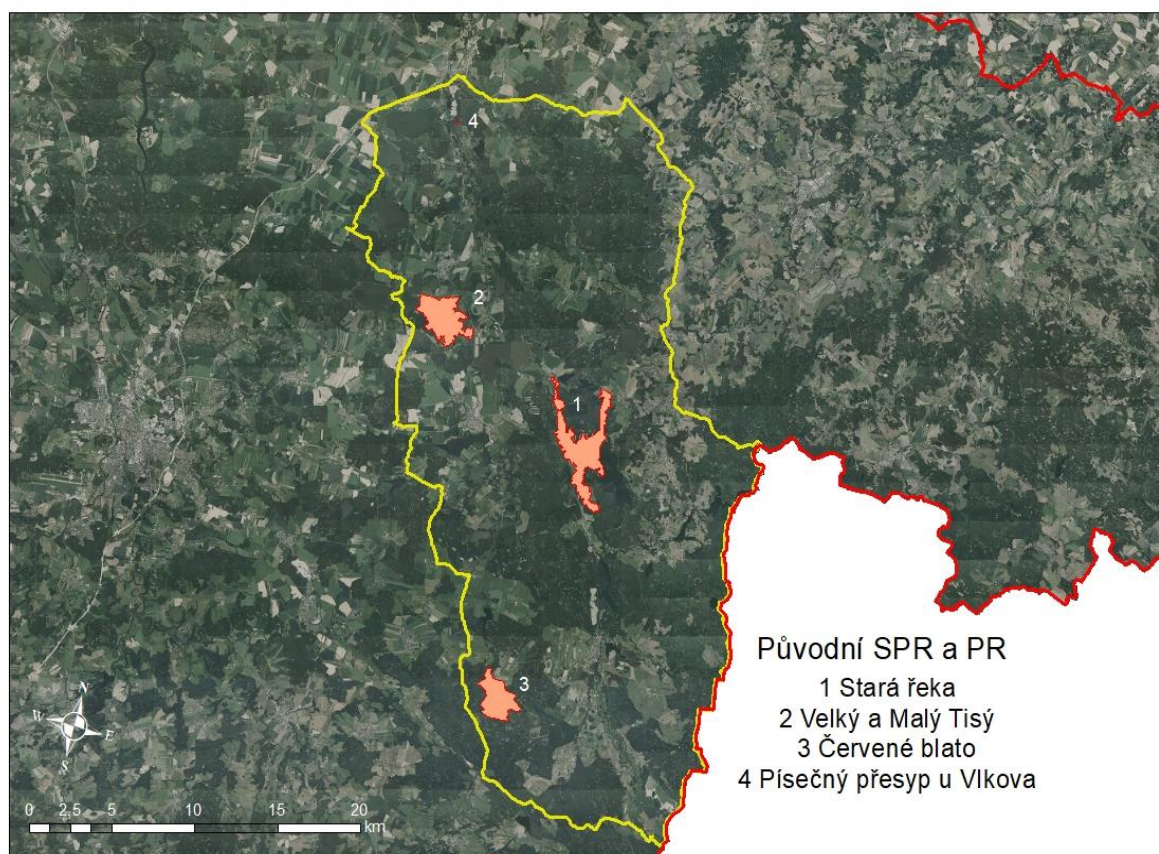 4
2
1
3
Původní SPR a PR
1 Stará řeka
2 Velký a Malý Tisý
3 Červené blato
4 Písečný přesyp u Vlkova
N
W E
S
0 2,5 5 10 15 20
km